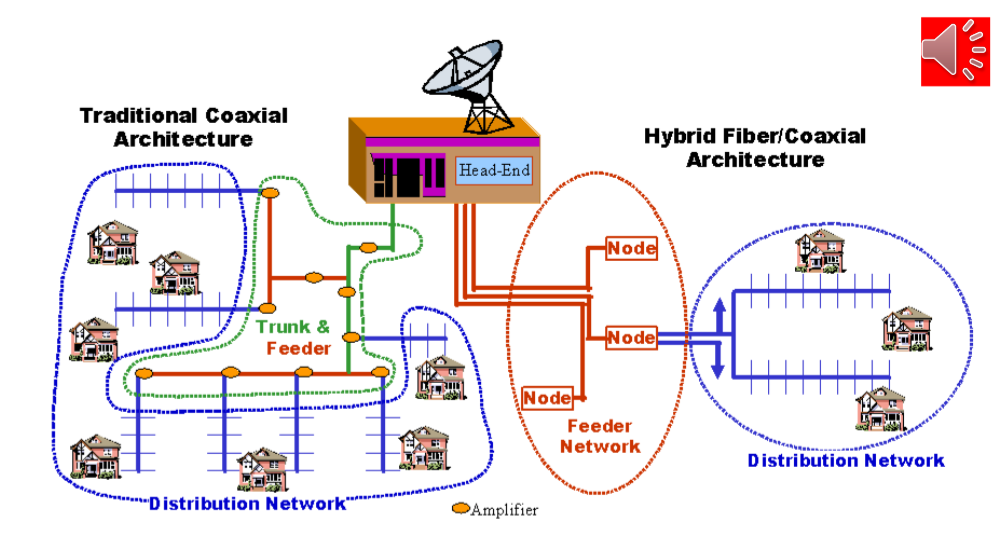 Traditional Coaxial
Architecture
Hybrid Fiber/Coaxial
Architecture
Head-End
Node
Trunk &
Feeder
Node
Node
Feeder
Network
Distribution Network
Distribution Network
Amplifier